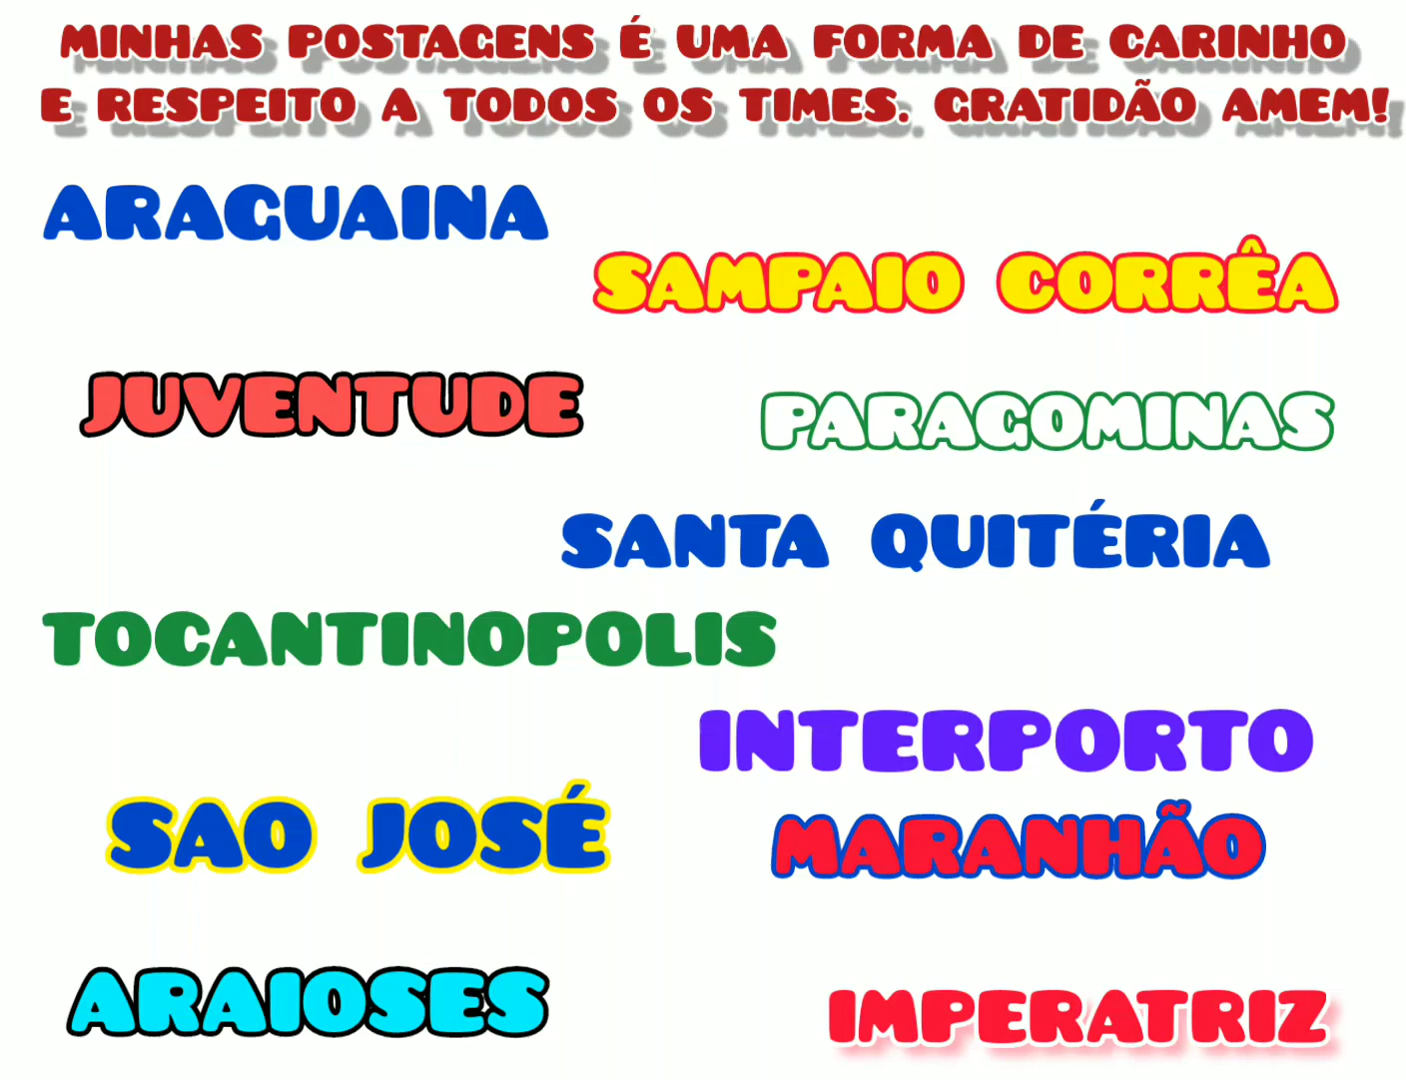 MINHAS POSTAGENS É UMA FORMA DE CARINHO
E RESPEITO A TODOS OS TIMES. GRATIDÃO AMEM!
ARAGUAINA
SAMPAIO CORRÊA
JUVENTUDE
PARAGOMINAS
SANTA QUITÉRIA
TOCANTINOPOLIS
INTERPORTO
SAO JOSÉ
MARANHÃO
ARAIOSES
IMPERATRIZ